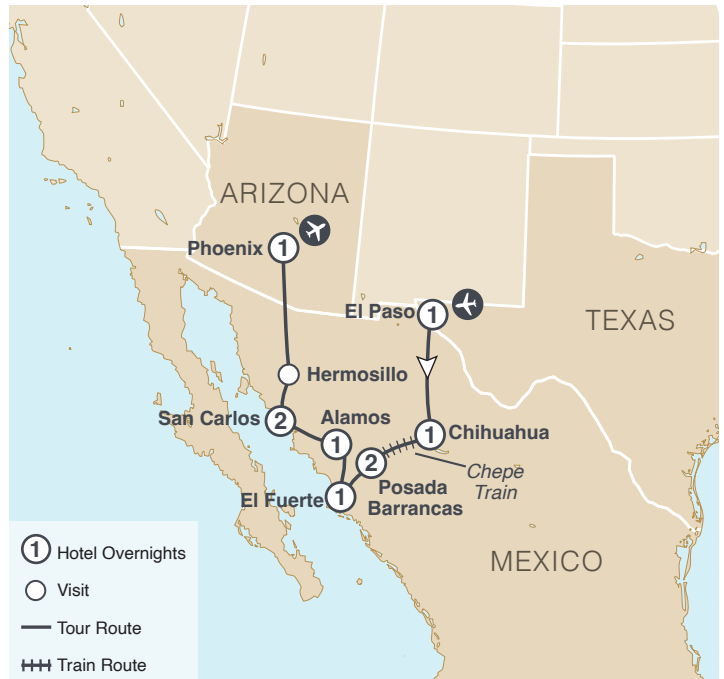 ARIZONA
Phoenix 1
El Paso 1
TEXAS
Hermosillo
San Carlos 2
Alamos
1
1 Chihuahua
2
Chepe
Train
Posada
Barrancas
El Fuerte 1
MEXICO
1 Hotel Overnights
Visit
Tour Route
Train Route